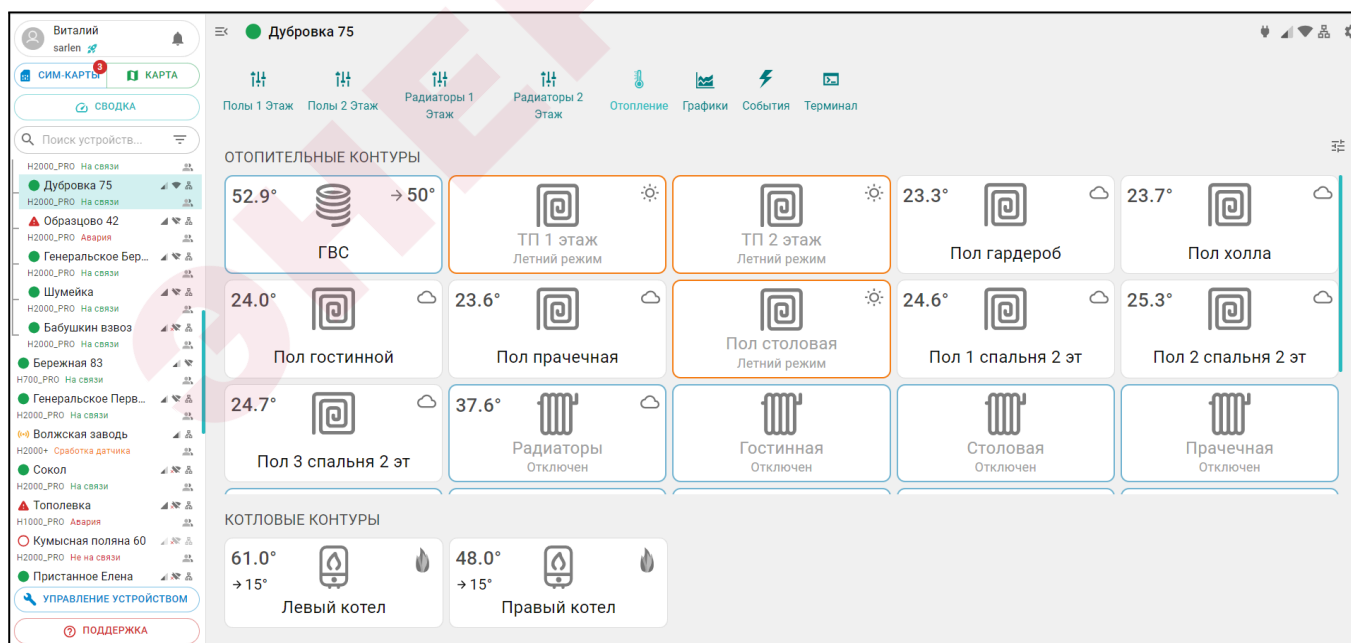 Виталий
sarlen
3
СИМ-КАРТЫ
КАРТА
СВОДКА
Поиск устройств...
H2000_PRO На связи
Дубровка 75
H2000_PRO На связи
Образцово 42
H2000_PRO Авария
Генеральское Бер...
H2000_PRO На связи
Шумейка
H2000_PRO На связи
Бабушкин взвоз
H2000_PRO На связи
Бережная 83
H700_PRO На связи
Генеральское Перв...
H2000_PRO На связи
Волжская заводь
H2000+ Сработка датчика
Сокол
H2000_PRO На связи
Тополевка
H1000_PRO Авария
Кумысная поляна 60
H2000_PRO Не на связи
Пристанное Елена
УПРАВЛЕНИЕ УСТРОЙСТВОМ
ПОДДЕРЖКА
Дубровка 75
Полы 1 Этаж
Полы 2 Этаж
Радиаторы 1
Этаж
Радиаторы 2
Этаж
Отопление
Графики
События
Терминал
ОТОПИТЕЛЬНЫЕ КОНТУРЫ
52.9° → 50°
ГВС
ТП 1 этаж
Летний режим
ТП 2 этаж
Летний режим
23.3°
Пол гардероб
23.7°
Пол холла
24.0°
Пол гостинной
23.6°
Пол прачечная
Пол столовая
Летний режим
24.6°
Пол 1 спальня 2 эт
25.3°
Пол 2 спальня 2 эт
24.7°
Пол 3 спальня 2 эт
37.6°
Радиаторы
Отключен
Гостинная
Отключен
Столовая
Отключен
Прачечная
Отключен
КОТЛОВЫЕ КОНТУРЫ
61.0°
→ 15°
Левый котел
48.0°
→ 15°
Правый котел